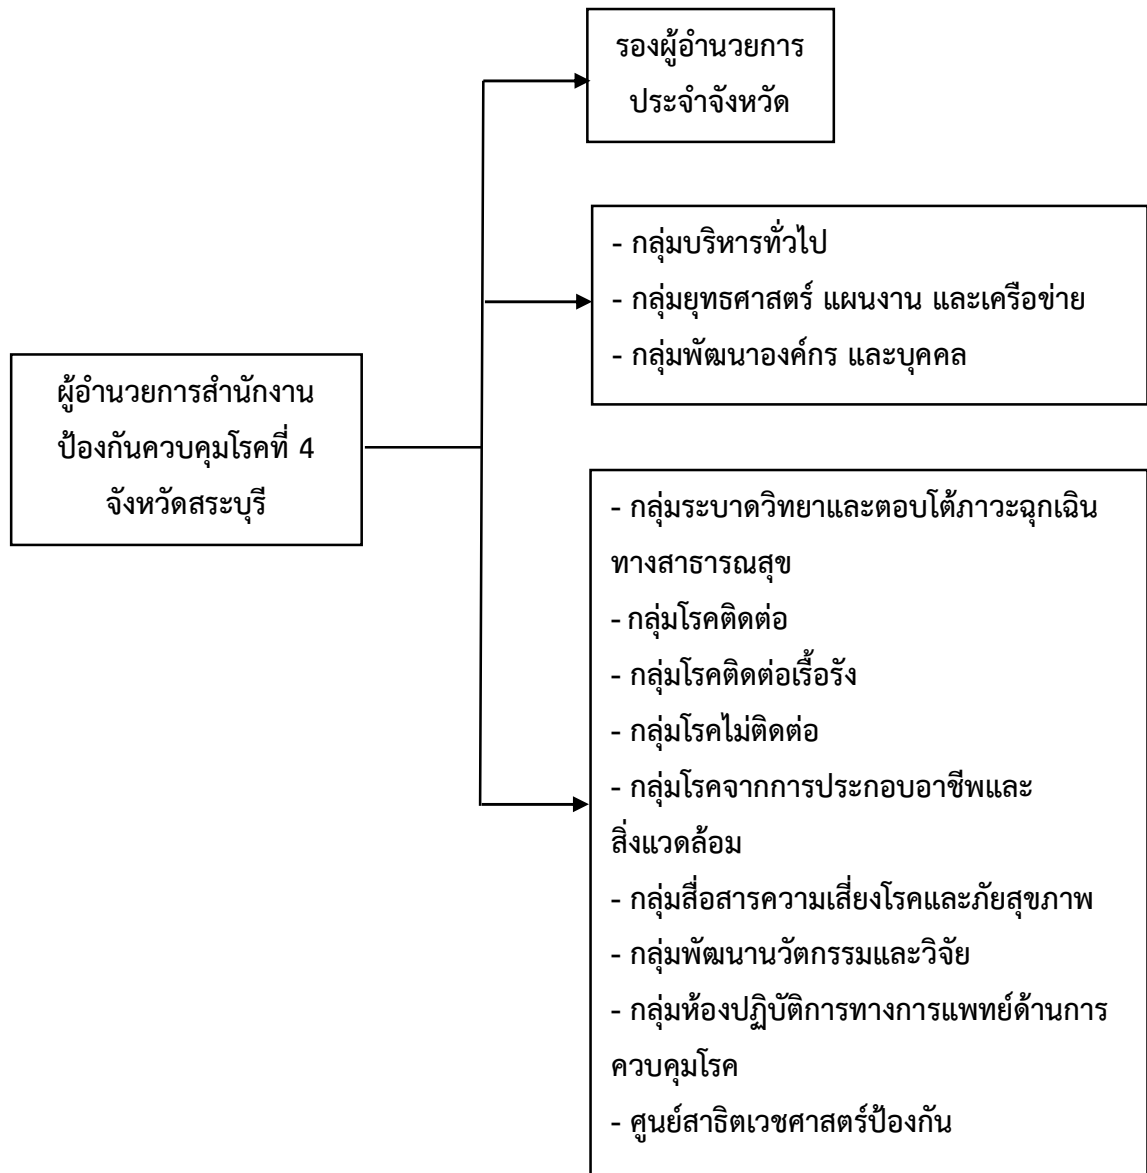 รองผู้อำนวยการ
ประจำจังหวัด
- กลุ่มบริหารทั่วไป
- กลุ่มยุทธศาสตร์ แผนงาน และเครือข่าย
- กลุ่มพัฒนาองค์กร และบุคคล
ผู้อำนวยการสำนักงาน
ป้องกันควบคุมโรคที่ 4
จังหวัดสระบุรี
- กลุ่มระบาดวิทยาและตอบโต้ภาวะฉุกเฉิน
ทางสาธารณสุข
- กลุ่มโรคติดต่อ
- กลุ่มโรคติดต่อเรื้อรัง
- กลุ่มโรคไม่ติดต่อ
- กลุ่มโรคจากการประกอบอาชีพและ
สิ่งแวดล้อม
- กลุ่มสื่อสารความเสี่ยงโรคและภัยสุขภาพ
- กลุ่มพัฒนานวัตกรรมและวิจัย
- กลุ่มห้องปฏิบัติการทางการแพทย์ด้านการ
ควบคุมโรค
- ศูนย์สาธิตเวชศาสตร์ป้องกัน